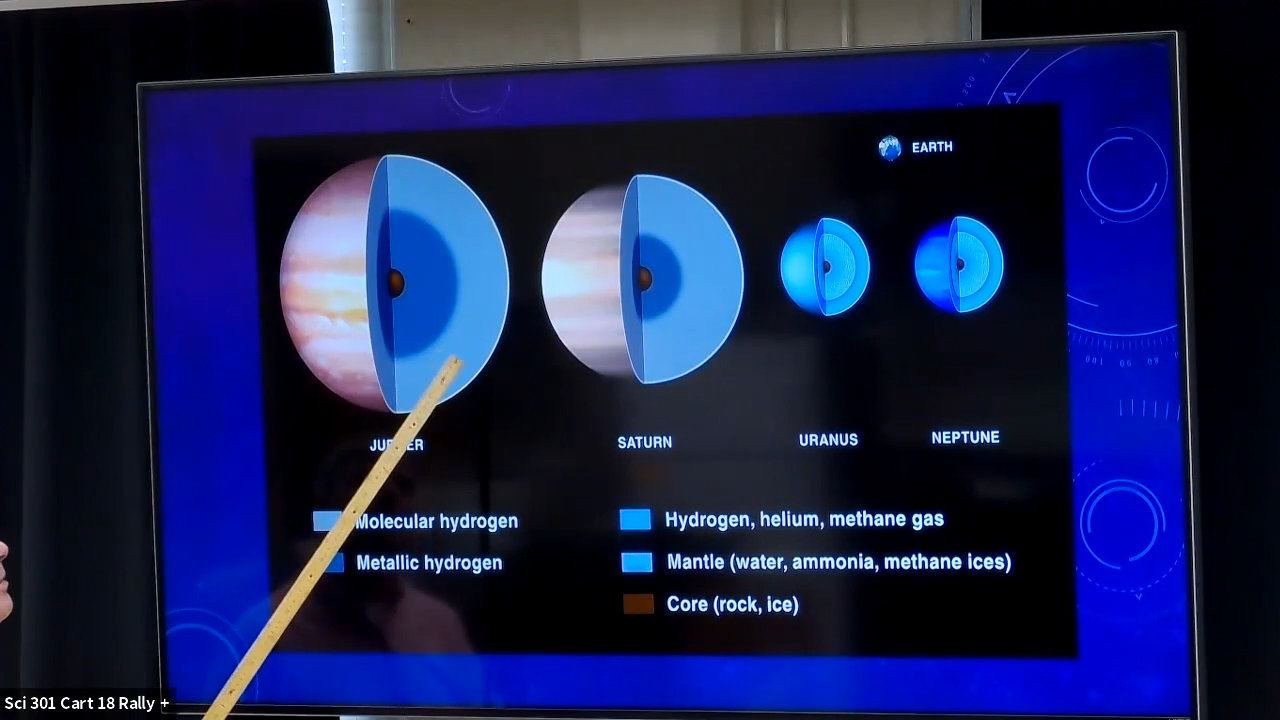 EARTH
JUPITER
SATURN
URANUS
NEPTUNE
Molecular hydrogen
Metallic hydrogen
Hydrogen, helium, methane gas
Mantle (water, ammonia, methane ices)
Core (rock, ice)
Sci 301 Cart 18 Rally +